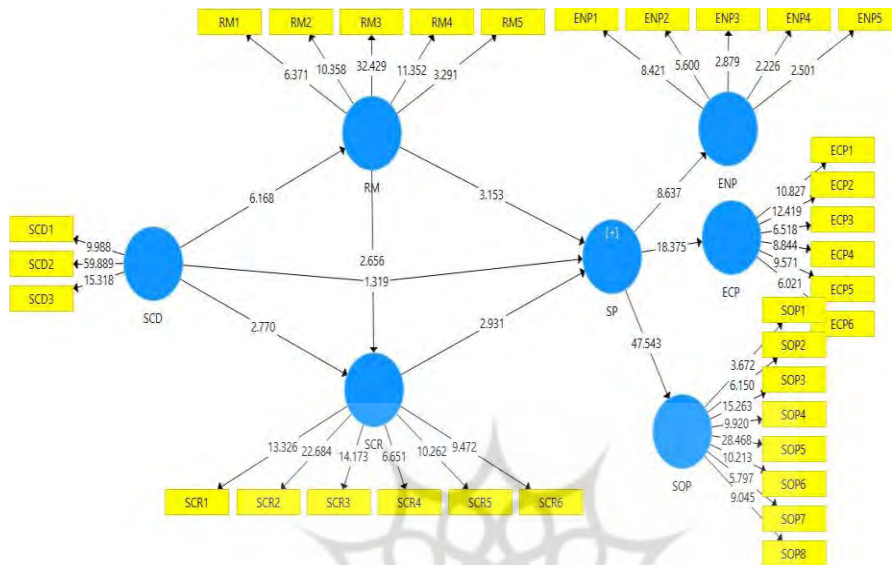 RM1 RM2 RM3 RM4 RM5
ENP1 ENP2 ENP3 ENP4 ENP5
6.371 10.358 32.429 11.352 3.291
8.421 5.600 2.879 2.226 2.501
RM
ENP
ECP1
10.827
ECP2
12.419
6.518
ECP3
8.844
ECP4
9.571
ECP5
6.021
ECP6
ECP
6.168
3.153
8.637
[+]
18.375
SP
SCD1
9.988
SCD2
59.889
SCD3
15.318
SCD
2.656
1.319
2.770
2.931
47.543
SCR
13.326 22.684 14.173 6.651 10.262 9.472
SCR1 SCR2 SCR3 SCR4 SCR5 SCR6
SOP1
3.672
SOP2
6.150
SOP3
15.263
9.920
SOP4
28.468
SOP5
10.213
SOP6
5.797
SOP7
9.045
SOP8
SOP